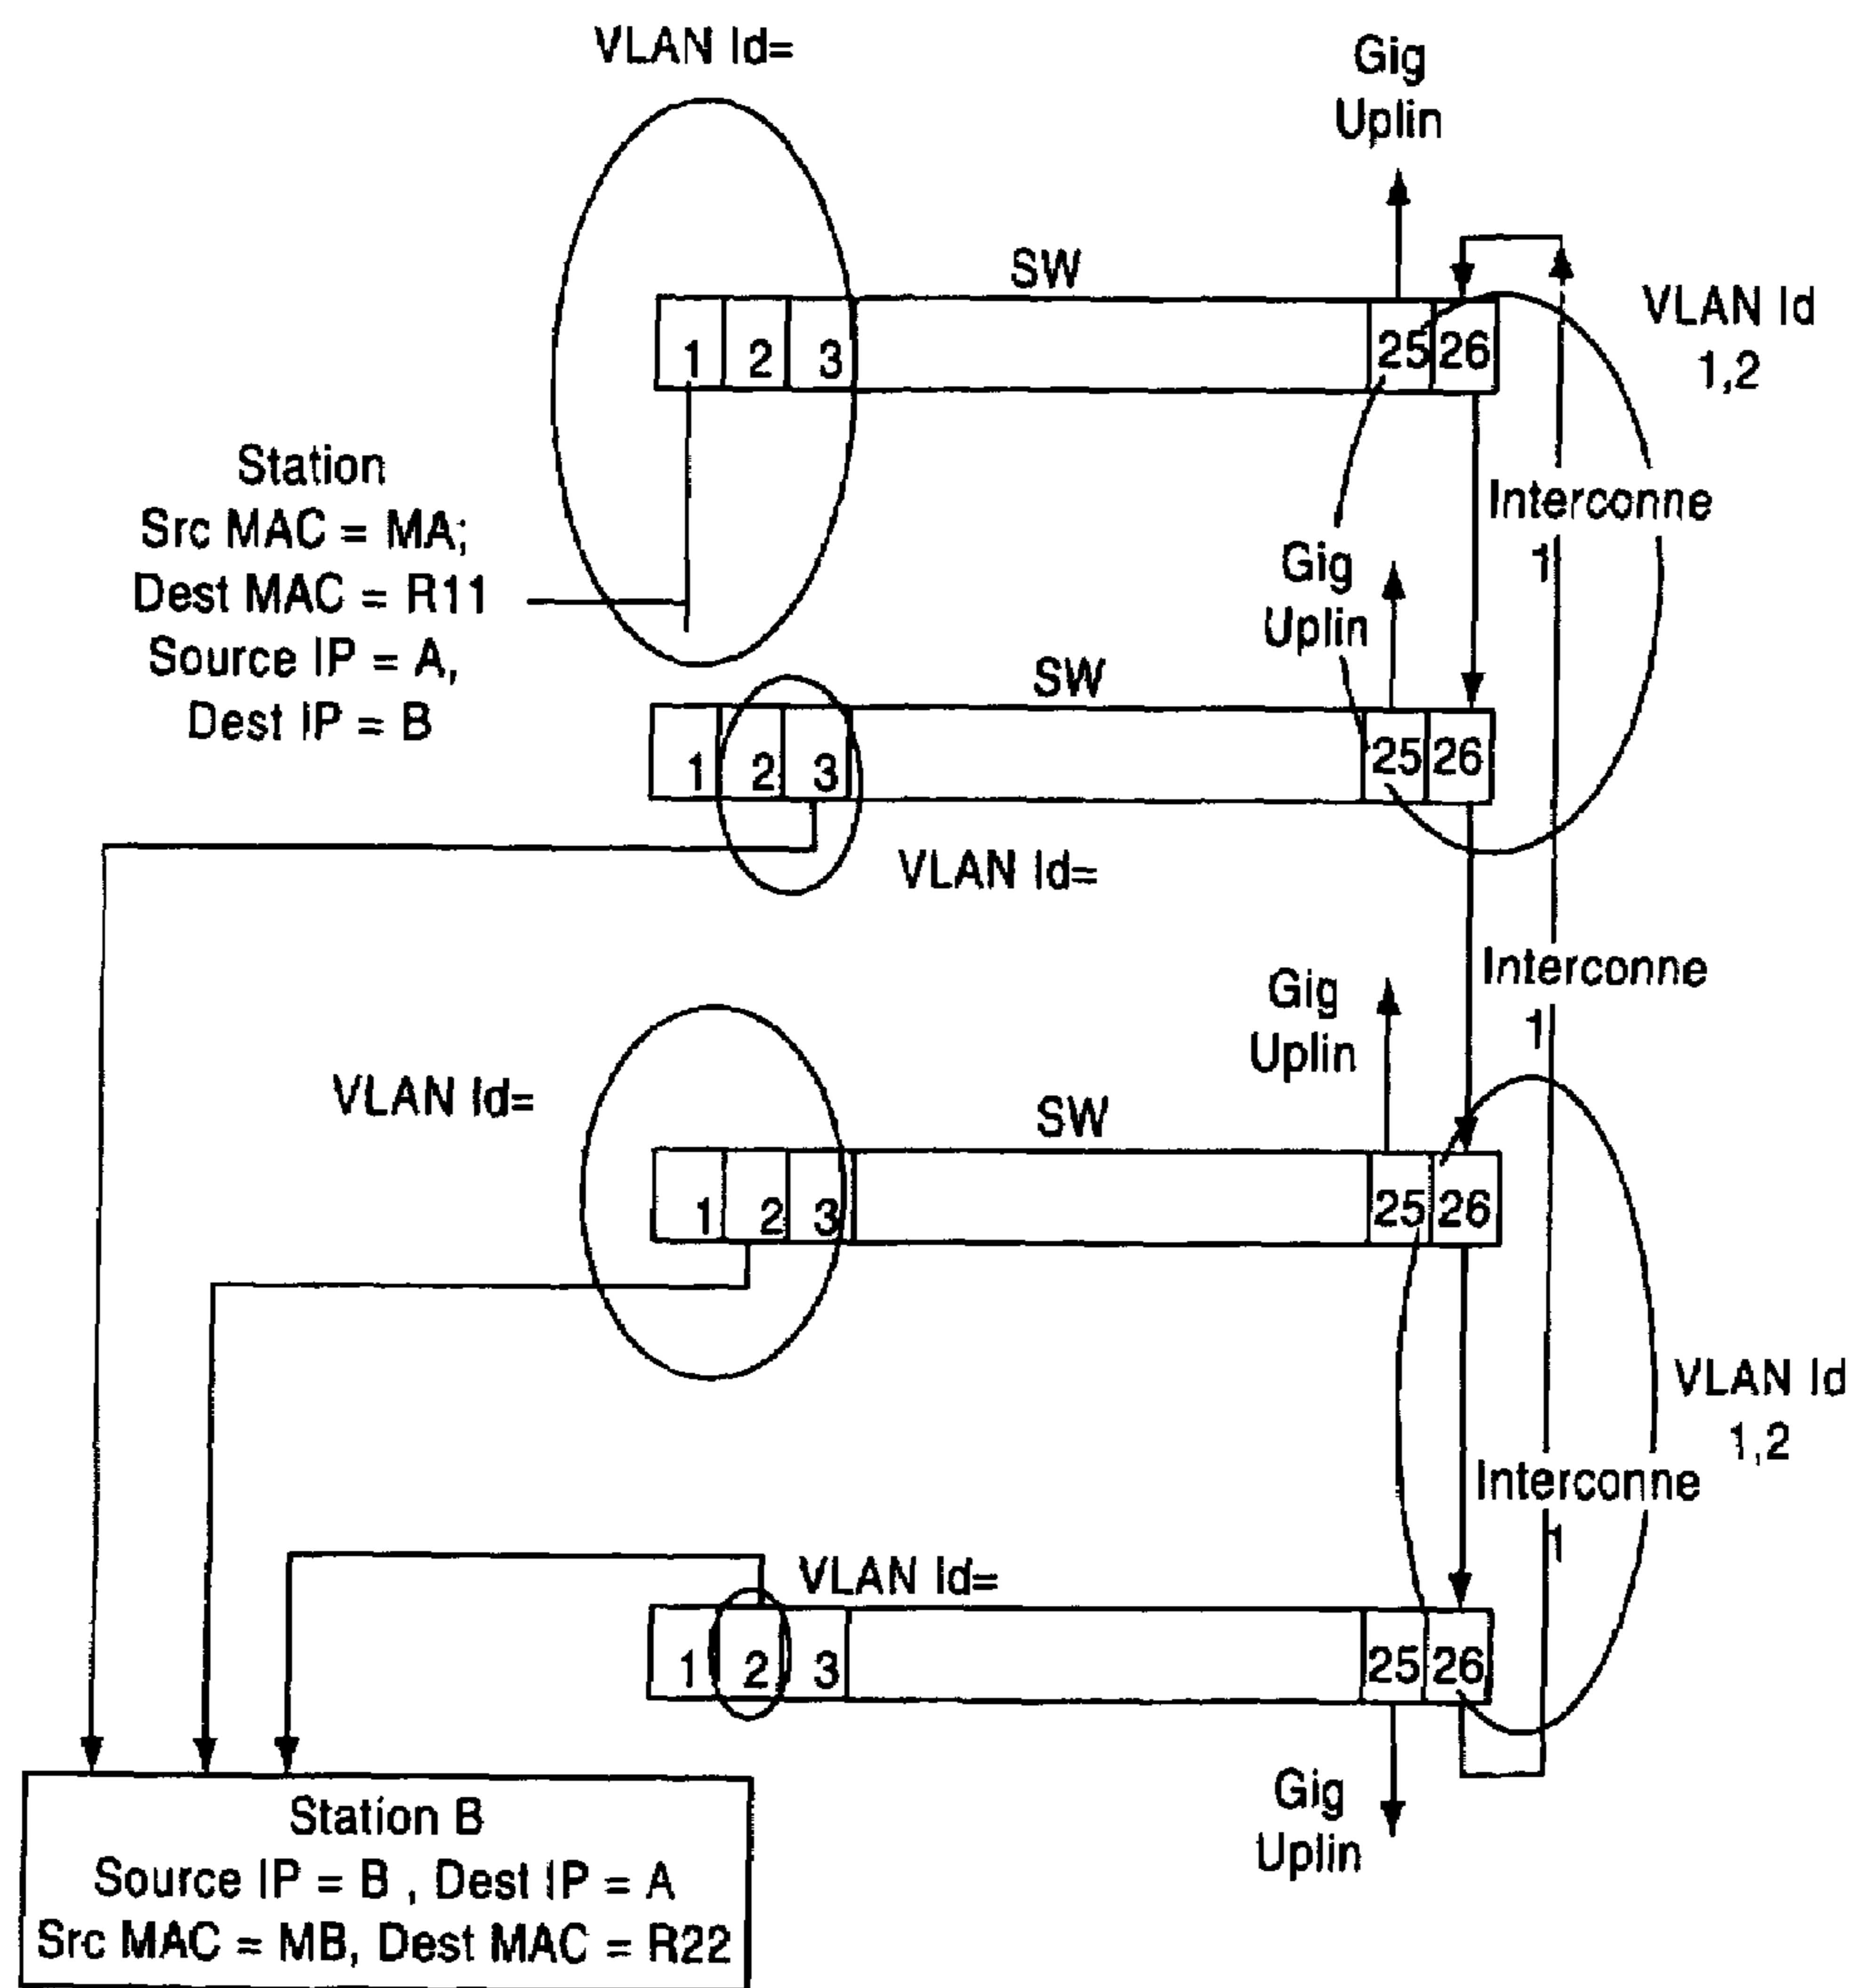 VLAN Id=
Gig
Uplin
SW
VLAN Id
1,2
1 2 3 25 26
Station
Src MAC = MA;
Dest MAC = R11
Source IP = A,
Dest IP = B
Interconne
1
Gig
Uplin
SW
1 2 3 25 26
VLAN Id=
Interconne
1
Gig
Uplin
VLAN Id=
SW
1 2 3 25 26
VLAN Id
1,2
Interconne
1
VLAN Id=
1 2 3 25 26
Gig
Uplin
Station B
Source IP = B , Dest IP = A
Src MAC = MB, Dest MAC = R22